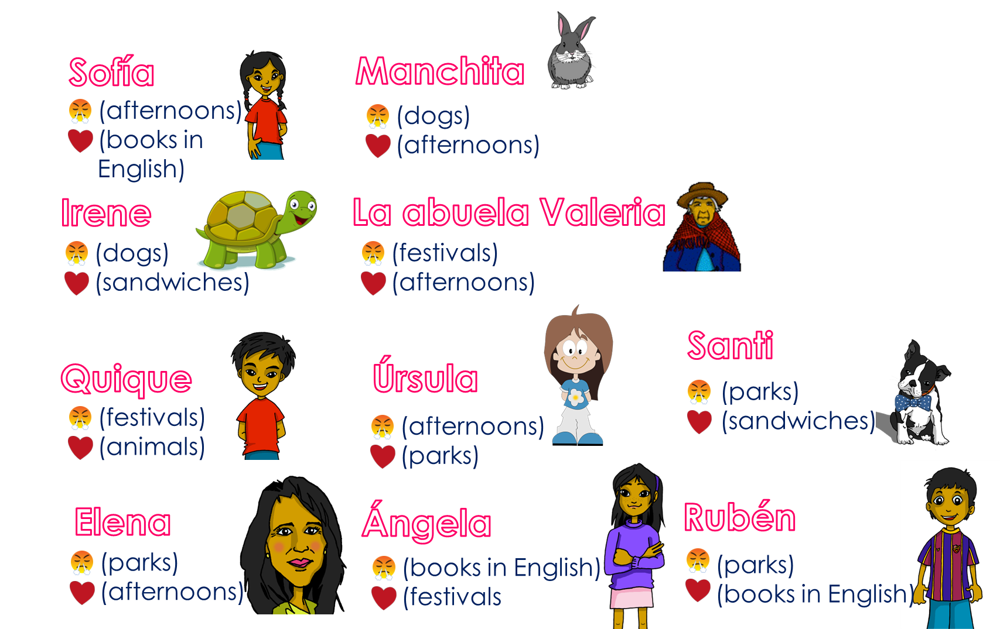 Sofía
(afternoons)
(books in
English)
Manchita
(dogs)
(afternoons)
Irene
(dogs)
(sandwiches)
La abuela Valeria
(festivals)
(afternoons)
Quique
(festivals)
(animals)
Úrsula
(afternoons)
(parks)
Santi
(parks)
(sandwiches)
Elena
(parks)
(afternoons)
Ángela
(books in English)
(festivals
Rubén
(parks)
(books in English)